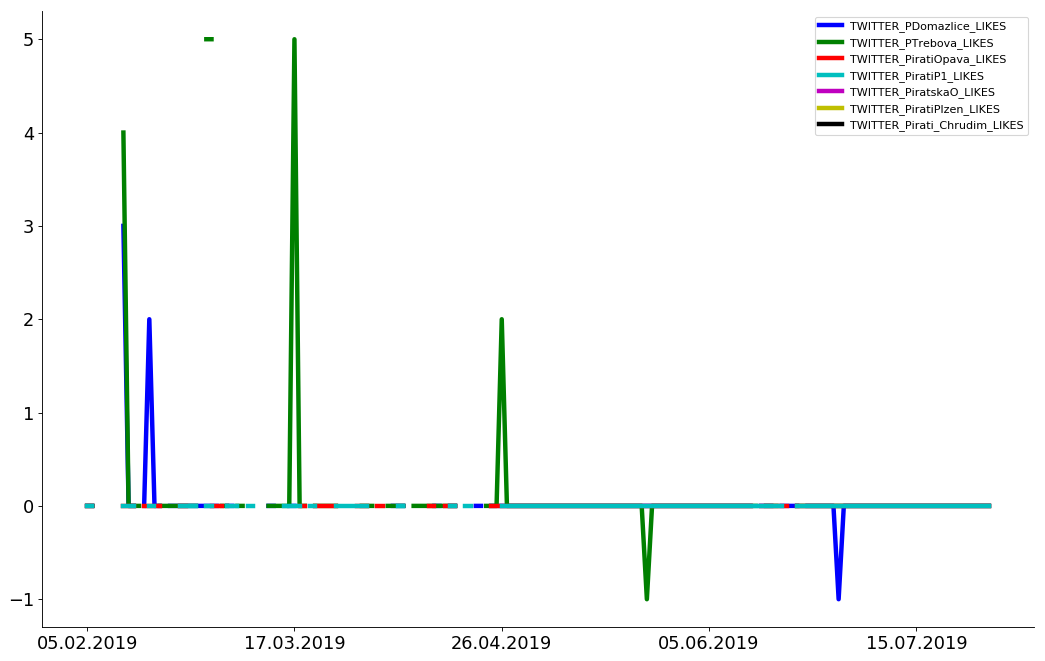 TWITTER_PDomazlice_LIKES
TWITTER_PTrebova_LIKES
TWITTER_PiratiOpava_LIKES
TWITTER_PiratiP1_LIKES
TWITTER_PiratskaO_LIKES
TWITTER_PiratiPlzen_LIKES
TWITTER_Pirati_Chrudim_LIKES
5
4
3
2
1
0
−1
05.02.2019 17.03.2019 26.04.2019 05.06.2019 15.07.2019